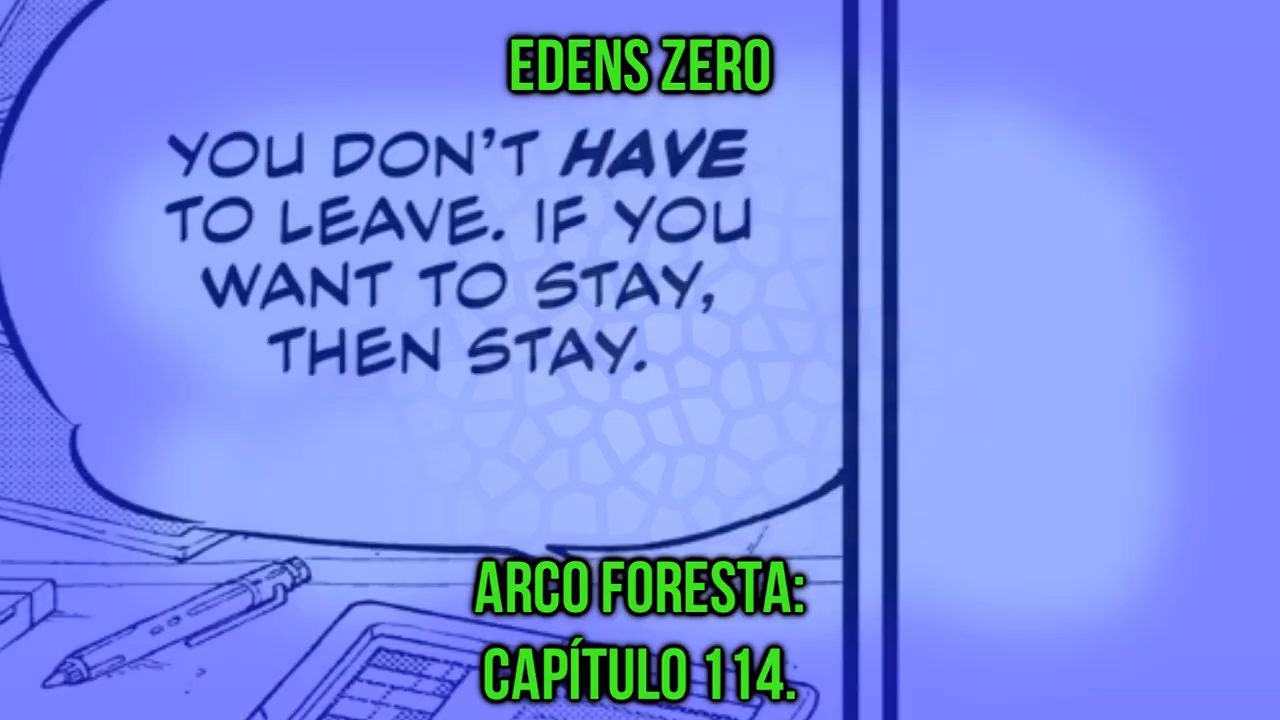 EDENS ZERO
YOU DON'T HAVE
TO LEAVE. IF YOU
WANT TO STAY,
THEN STAY.
ARCO FORESTA:
CAPÍTULO 114.